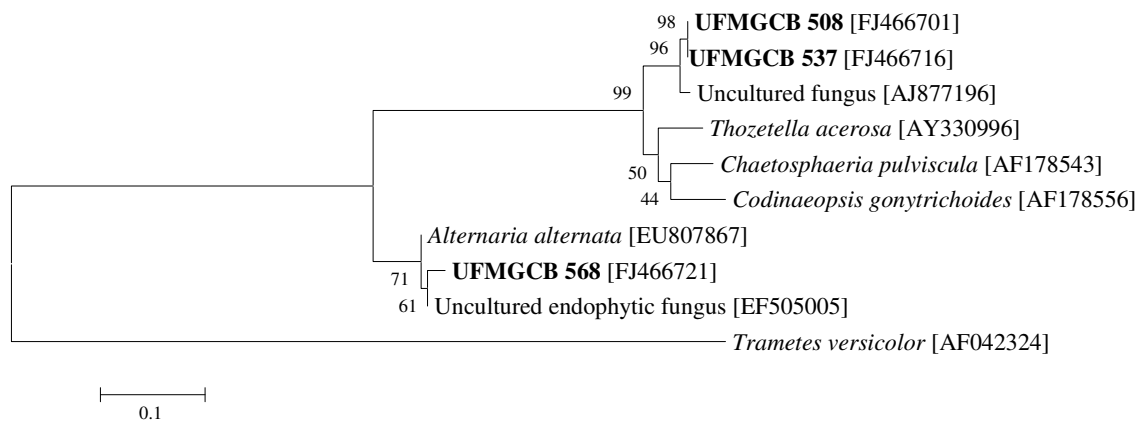 98 UFMGCB 508 [FJ466701]
96 UFMGCB 537 [FJ466716]
99 Uncultured fungus [AJ877196]
Thozetella acerosa [AY330996]
50 Chaetosphaeria pulviscula [AF178543]
44 Codinaeopsis gonytrichoides [AF178556]
Alternaria alternata [EU807867]
71 UFMGCB 568 [FJ466721]
61 Uncultured endophytic fungus [EF505005]
Trametes versicolor [AF042324]
0.1